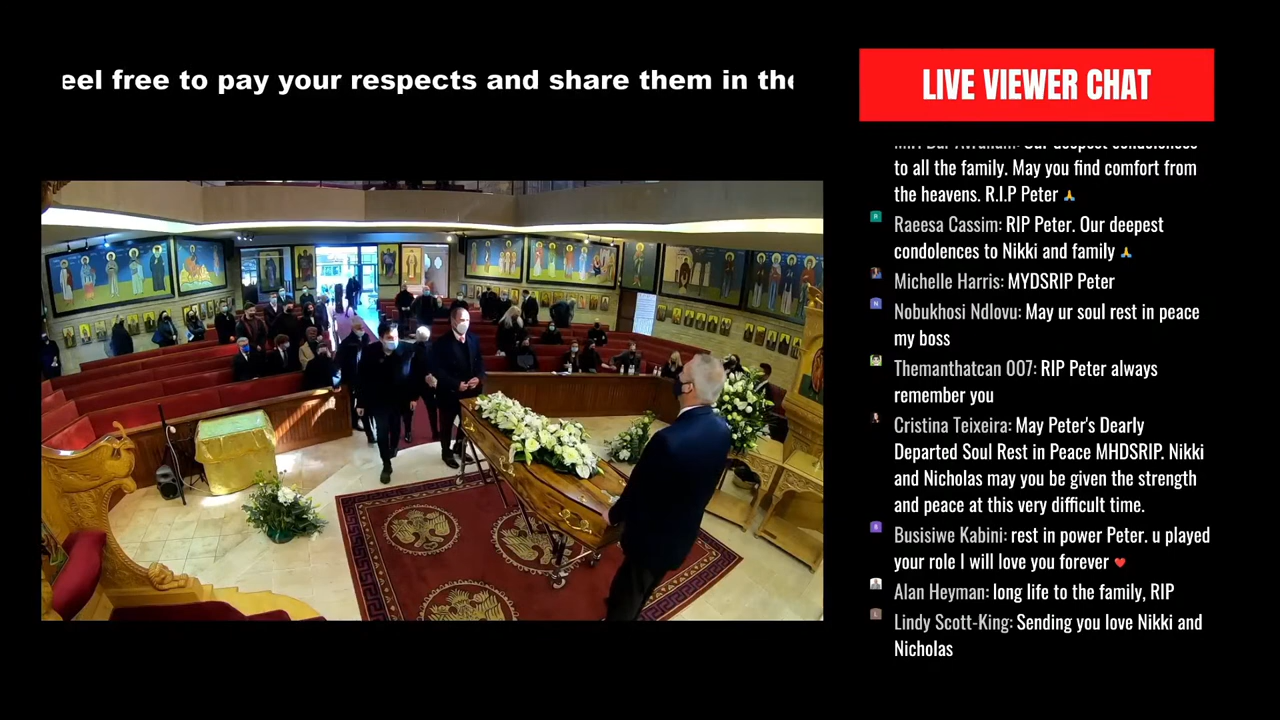 eel free to pay your respects and share them in the
LIVE VIEWER CHAT
to all the family. May you find comfort from
the heavens. R.I.P Peter 🙏
Raeesa Cassim: RIP Peter. Our deepest
condolences to Nikki and family 🙏
Michelle Harris: MYDSRIP Peter
Nobukhosi Ndlovu: May ur soul rest in peace
my boss
Themanthatcan 007: RIP Peter always
remember you
Cristina Teixeira: May Peter's Dearly
Departed Soul Rest in Peace MHDSRIP. Nikki
and Nicholas may you be given the strength
and peace at this very difficult time.
Busisiwe Kabini: rest in power Peter. u played
your role I will love you forever ❤
Alan Heyman: long life to the family, RIP
Lindy Scott-King: Sending you love Nikki and
Nicholas